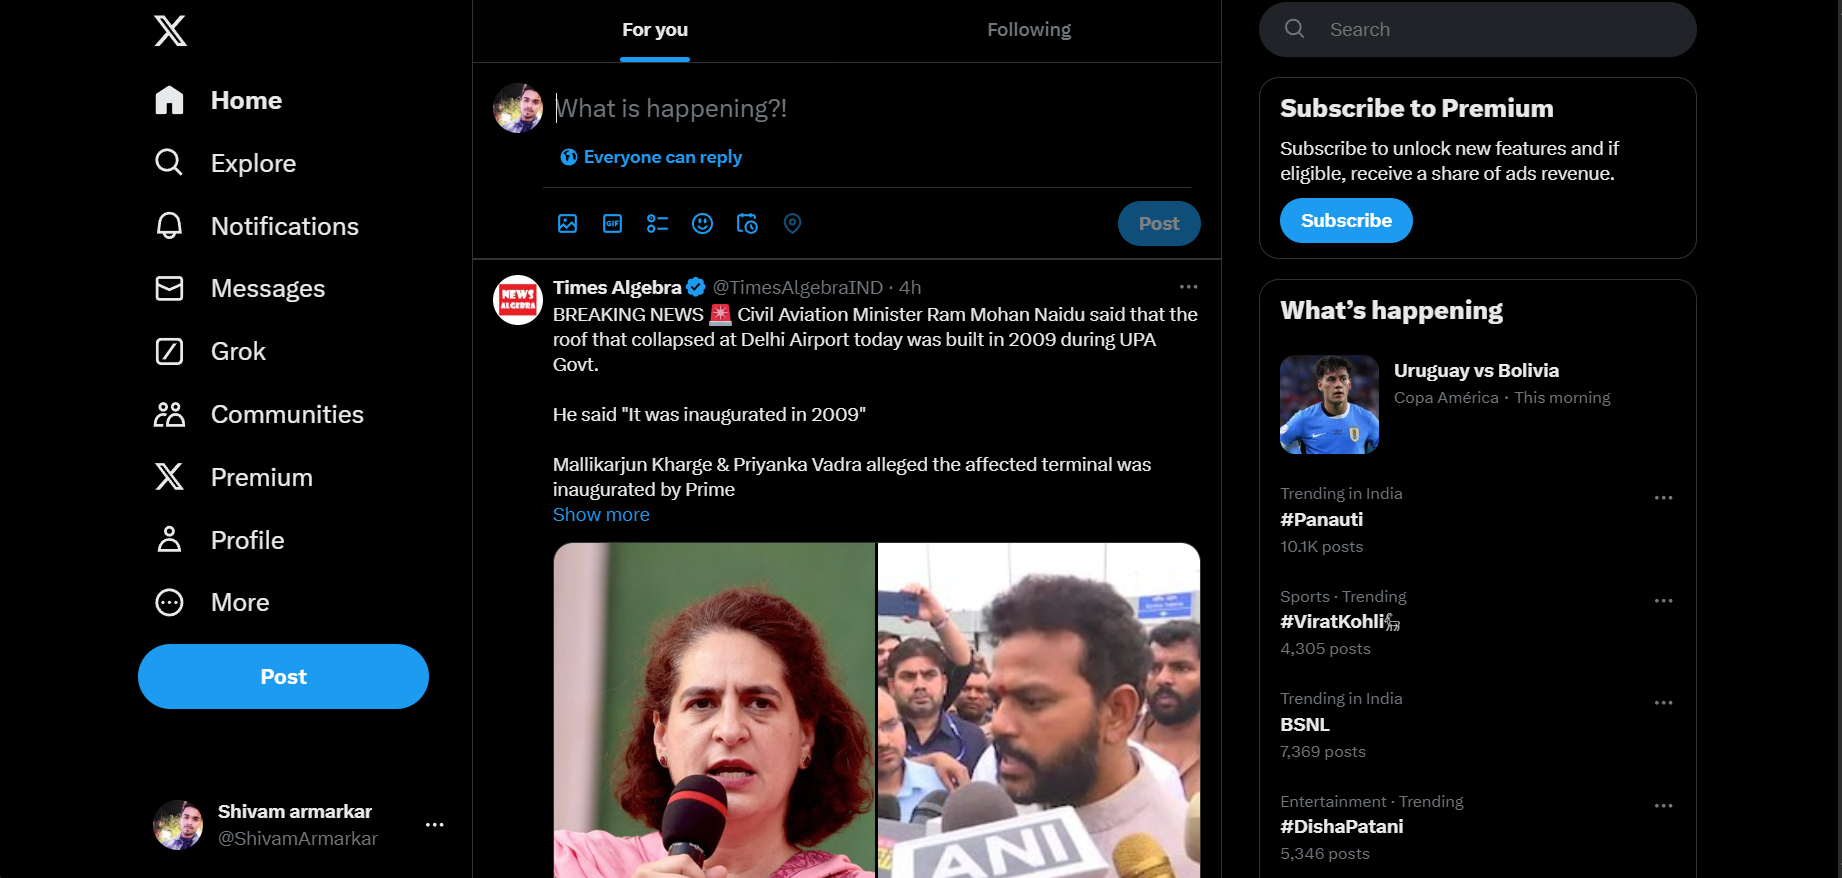 Home
Explore
Notifications
Messages
Grok
Communities
Premium
Profile
More
Post
Shivam armarkar
@ShivamArmarkar
For you
Following
What is happening?!
Everyone can reply
GIF
Post
NEWS
ALGEBRA
Times Algebra @TimesAlgebraIND · 4h
BREAKING NEWS 🚨 Civil Aviation Minister Ram Mohan Naidu said that the
roof that collapsed at Delhi Airport today was built in 2009 during UPA
Govt.
He said "It was inaugurated in 2009"
Mallikarjun Kharge & Priyanka Vadra alleged the affected terminal was
inaugurated by Prime
Show more
ANI
Search
Subscribe to Premium
Subscribe to unlock new features and if
eligible, receive a share of ads revenue.
Subscribe
What’s happening
Uruguay vs Bolivia
Copa América · This morning
Trending in India
#Panauti
10.1K posts
Sports · Trending
#ViratKohli🐐
4,305 posts
Trending in India
BSNL
7,369 posts
Entertainment · Trending
#DishaPatani
5,346 posts